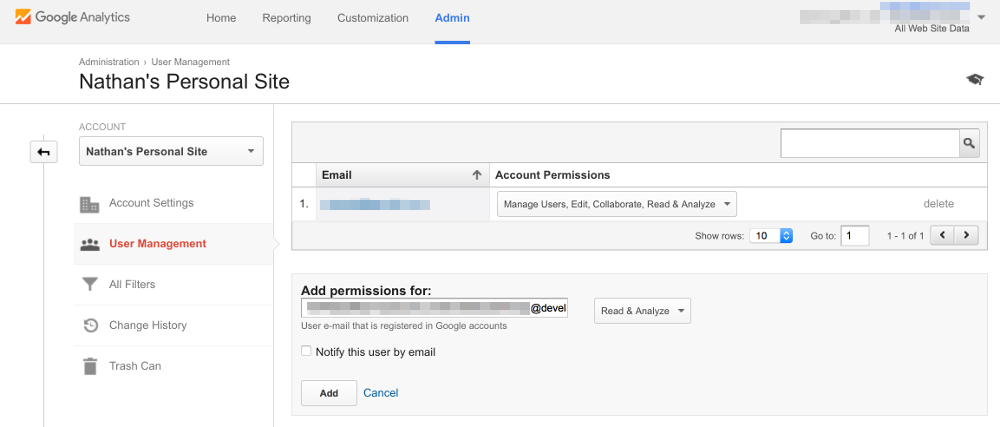 Google Analytics
Home Reporting Customization Admin
All Web Site Data
Administration › User Management
Nathan's Personal Site
ACCOUNT
Nathan's Personal Site
Account Settings
User Management
All Filters
Change History
Trash Can
Email Account Permissions
1. Manage Users, Edit, Collaborate, Read & Analyze delete
Show rows: 10 Go to: 1 1 - 1 of 1
Add permissions for:
@devel Read & Analyze
User e-mail that is registered in Google accounts
Notify this user by email
Add Cancel